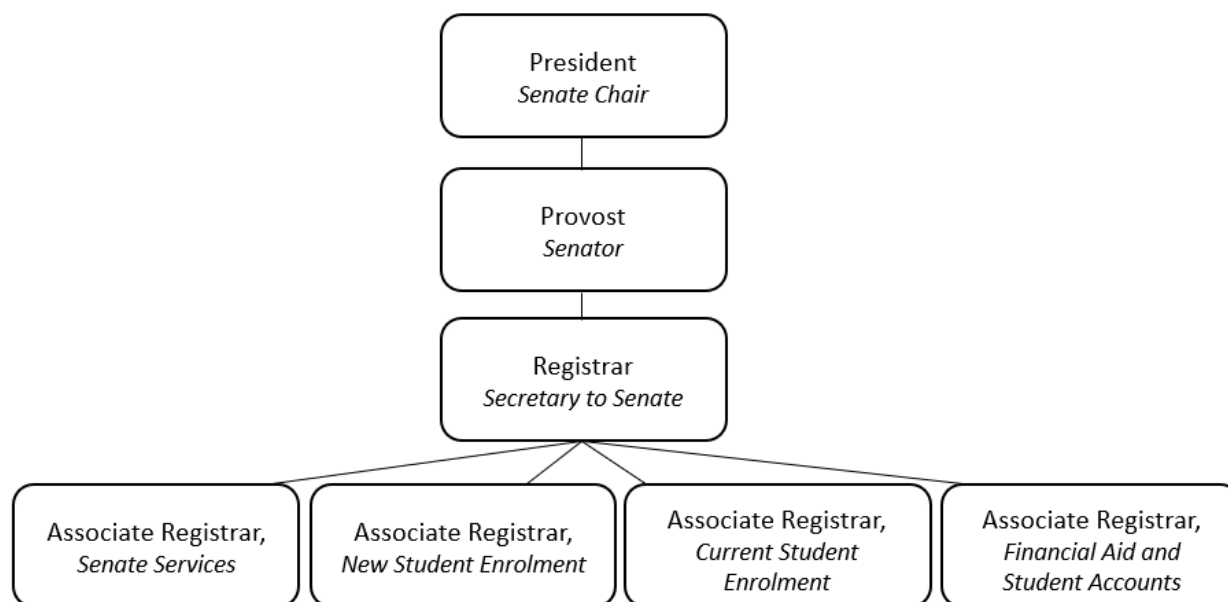 President
Senate Chair
Provost
Senator
Registrar
Secretary to Senate
Associate Registrar,
Senate Services
Associate Registrar,
New Student Enrolment
Associate Registrar,
Current Student
Enrolment
Associate Registrar,
Financial Aid and
Student Accounts